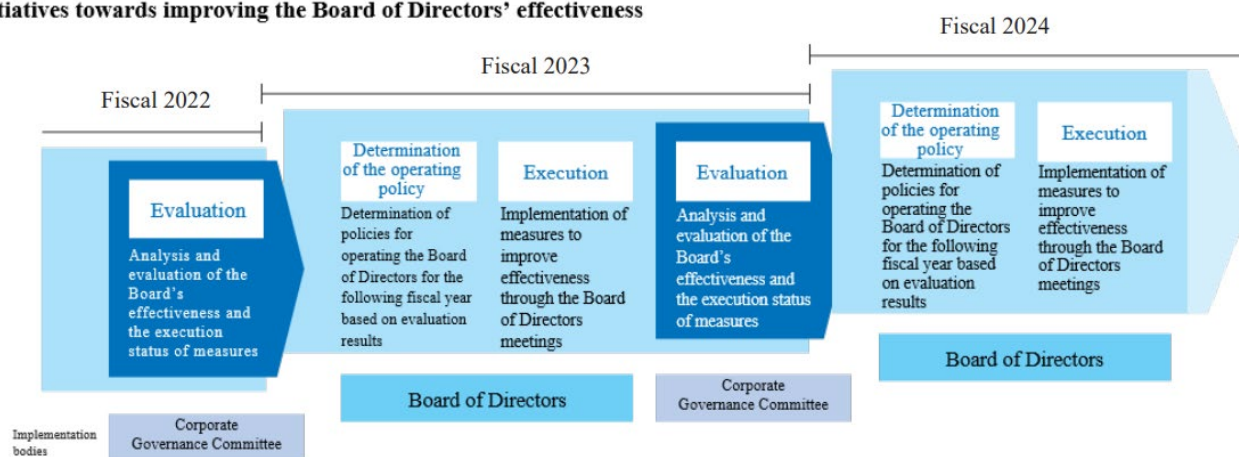 tiatives towards improving the Board of Directors' effectiveness
Fiscal 2022
Fiscal 2023
Fiscal 2024
Evaluation
Analysis and
evaluation of the
Board's
effectiveness and
the execution
status of measures
Determination
of the operating
policy
Determination of
policies for
operating the Board
of Directors for the
following fiscal year
based on evaluation
results
Execution
Implementation of
measures to
improve
effectiveness
through the Board
of Directors
meetings
Evaluation
Analysis and
evaluation of the
Board's
effectiveness and
the execution status
of measures
Determination
of the operating
policy
Determination of
policies for
operating the
Board of Directors
for the following
fiscal year based
on evaluation
results
Execution
Implementation of
measures to
improve
effectiveness
through the Board
of Directors
meetings
Implementation
bodies
Corporate
Governance Committee
Board of Directors
Corporate
Governance Committee
Board of Directors